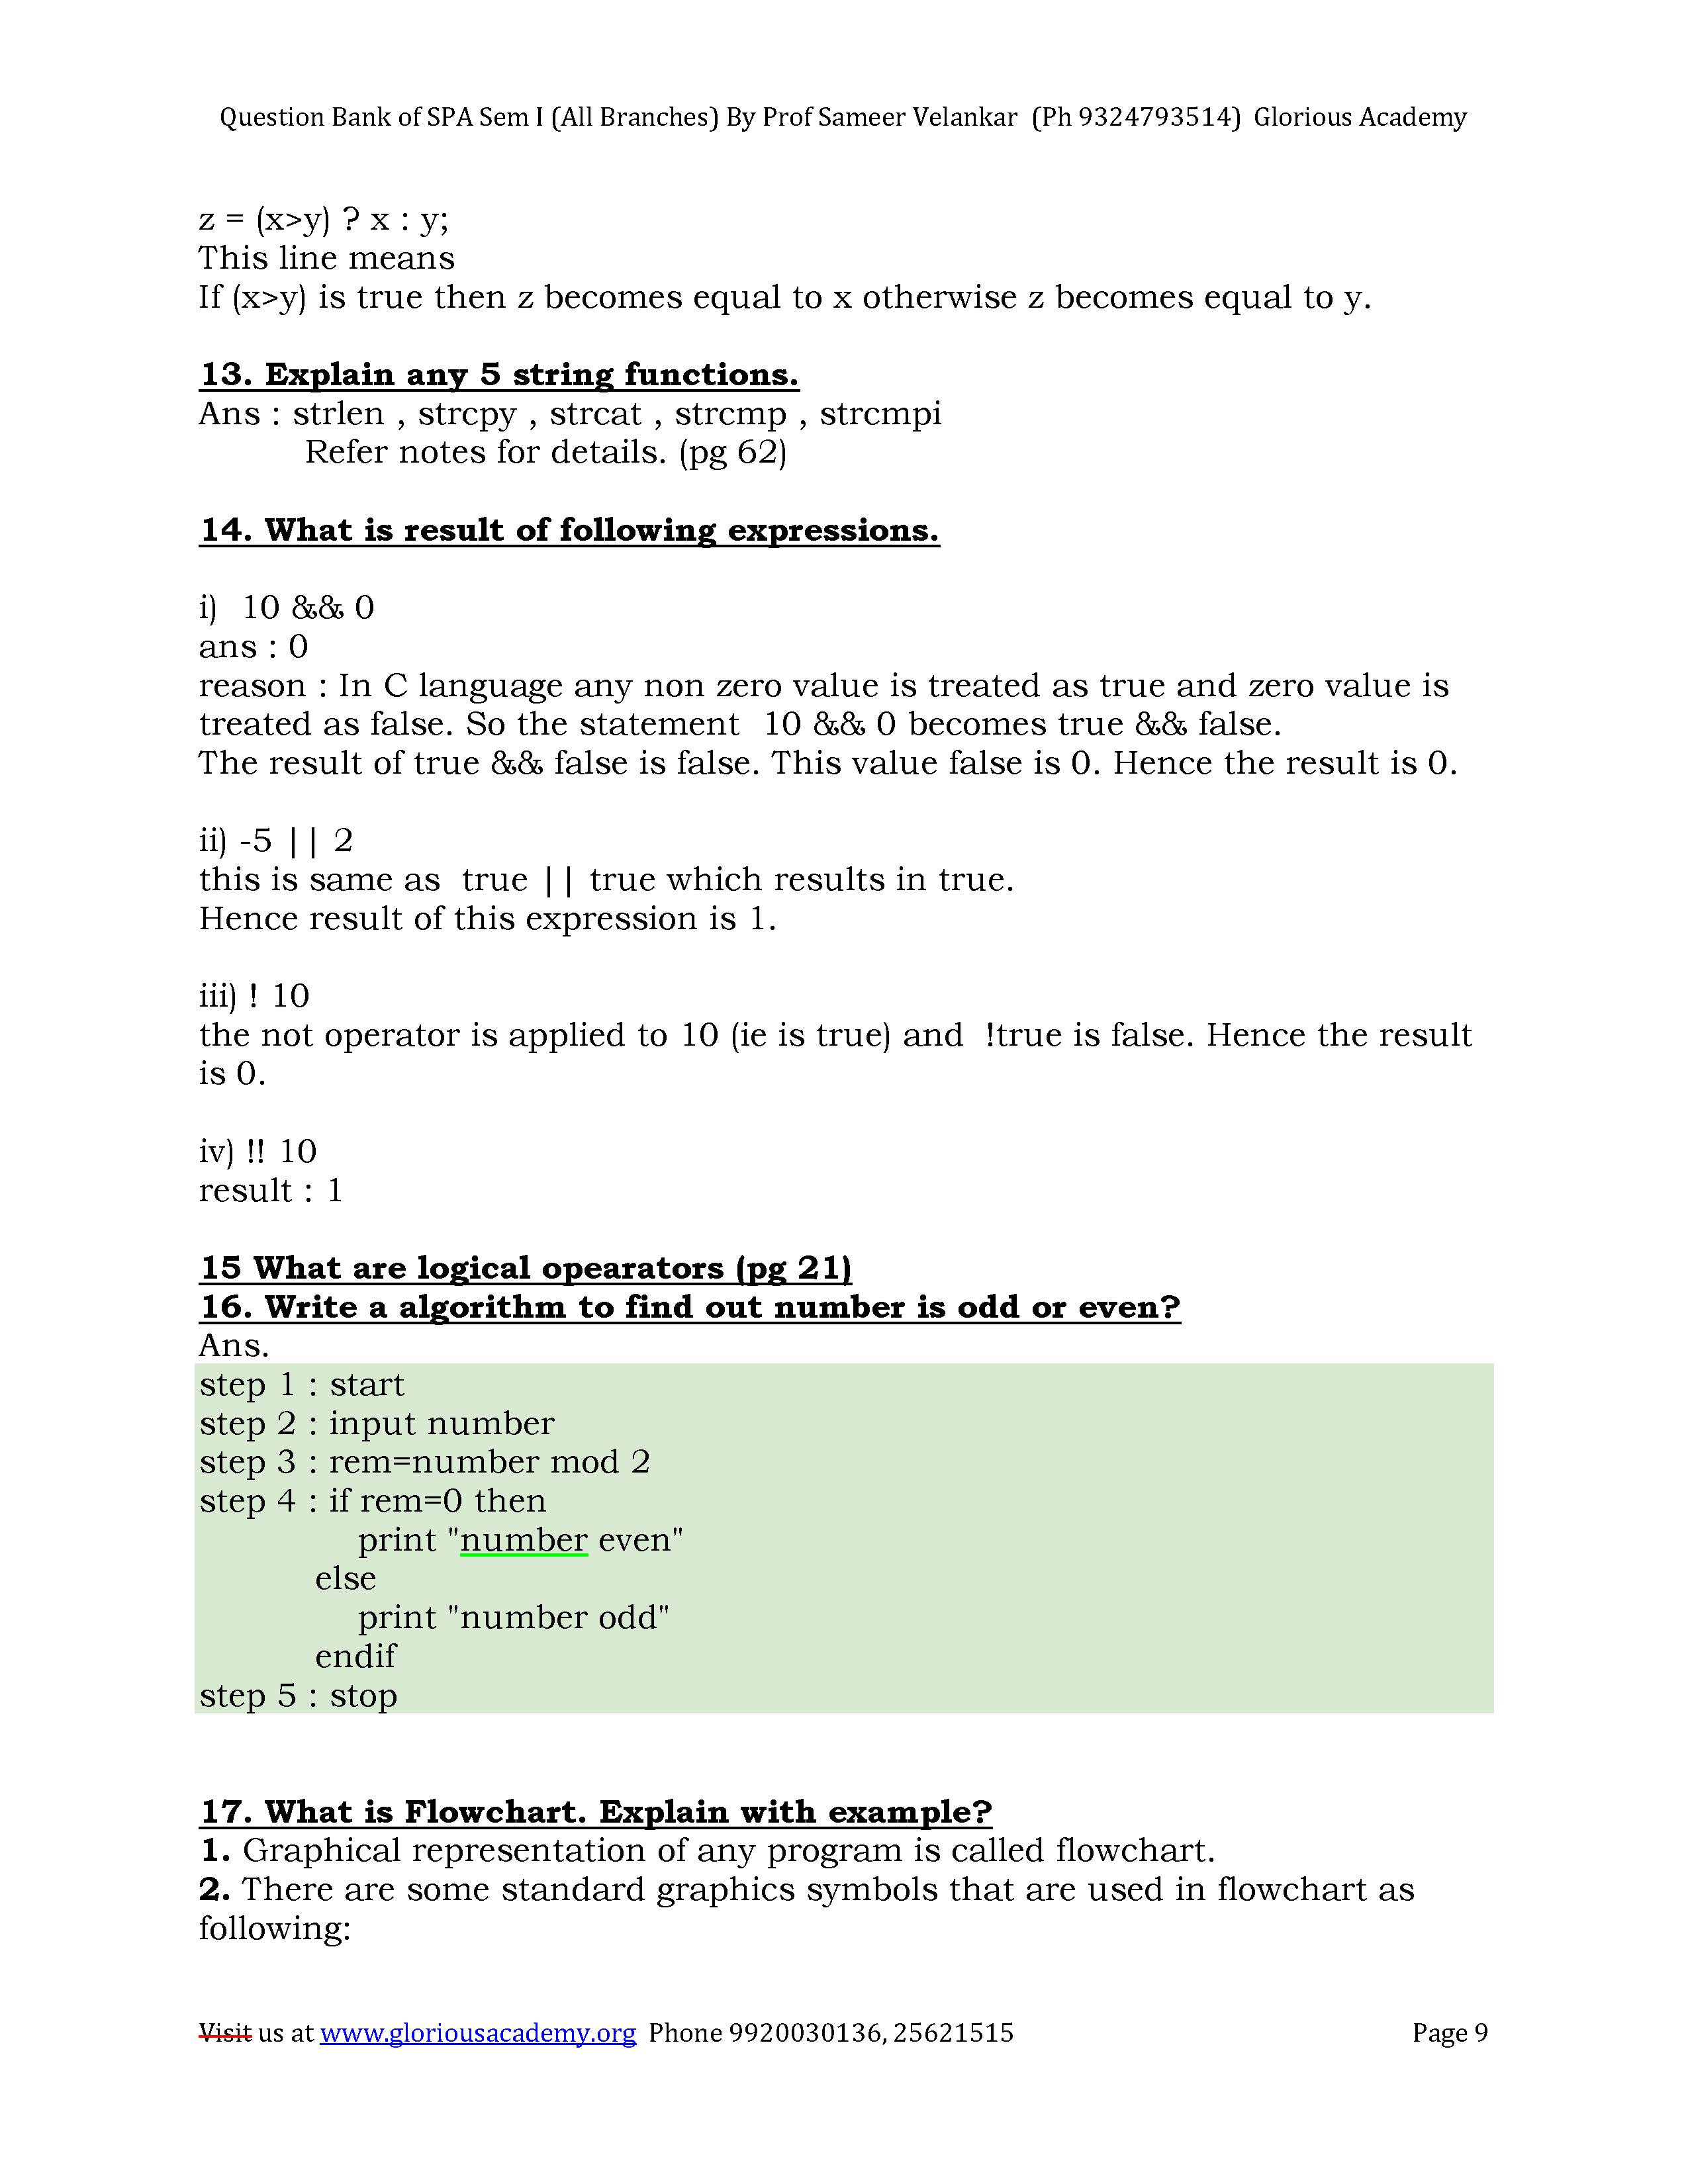 Question Bank of SPA Sem I (All Branches) By Prof Sameer Velankar (Ph 9324793514) Glorious Academy
z = (x>y) ? x : y;
This line means
If (x>y) is true then z becomes equal to x otherwise z becomes equal to y.
13. Explain any 5 string functions.
Ans : strlen , strcpy , strcat , strcmp , strcmpi
Refer notes for details. (pg 62)
14. What is result of following expressions.
i) 10 && 0
ans : 0
reason : In C language any non zero value is treated as true and zero value is
treated as false. So the statement 10 && 0 becomes true && false.
The result of true && false is false. This value false is 0. Hence the result is 0.
ii) -5 || 2
this is same as true || true which results in true.
Hence result of this expression is 1.
iii) ! 10
the not operator is applied to 10 (ie is true) and !true is false. Hence the result
is 0.
iv) !! 10
result : 1
15 What are logical opearators (pg 21)
16. Write a algorithm to find out number is odd or even?
Ans.
step 1 : start
step 2 : input number
step 3 : rem=number mod 2
step 4 : if rem=0 then
print "number even"
else
print "number odd"
endif
step 5 : stop
17. What is Flowchart. Explain with example?
1. Graphical representation of any program is called flowchart.
2. There are some standard graphics symbols that are used in flowchart as
following:
Visit us at www.gloriousacademy.org Phone 9920030136, 25621515 Page 9